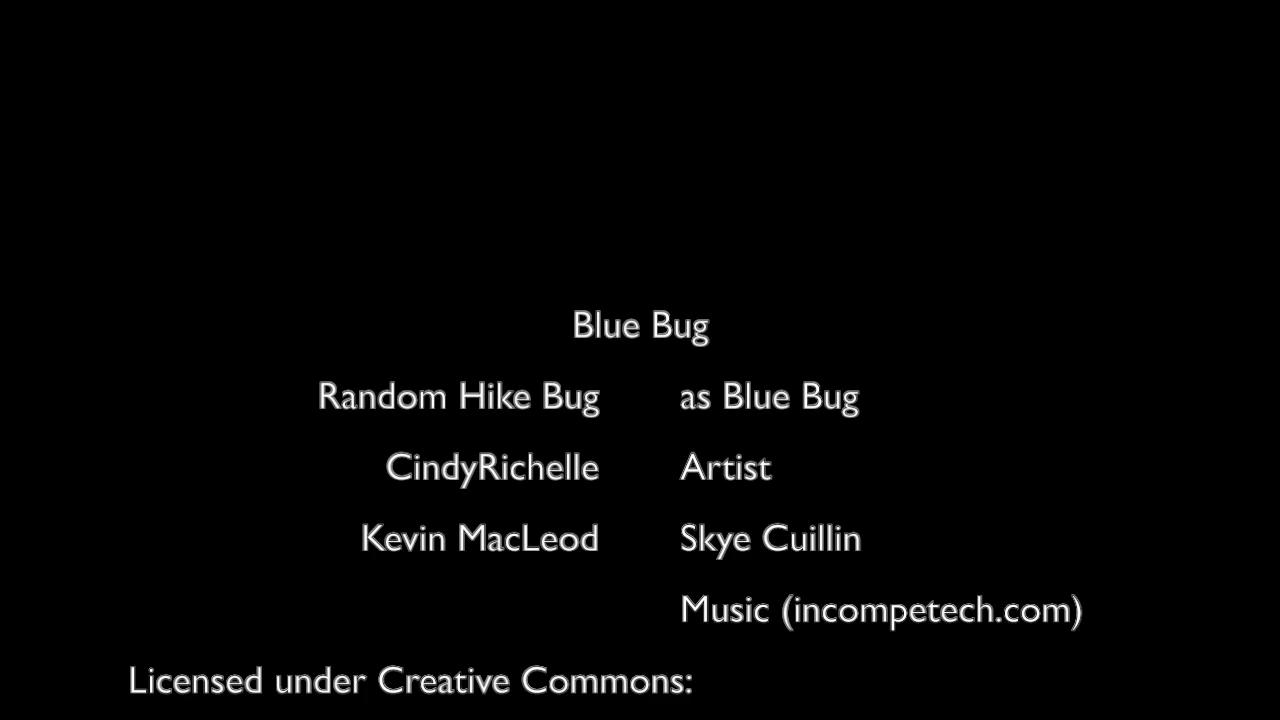 Blue Bug
Random Hike Bug as Blue Bug
CindyRichelle Artist
Kevin MacLeod Skye Cuillin
Music (incompetech.com)
Licensed under Creative Commons: